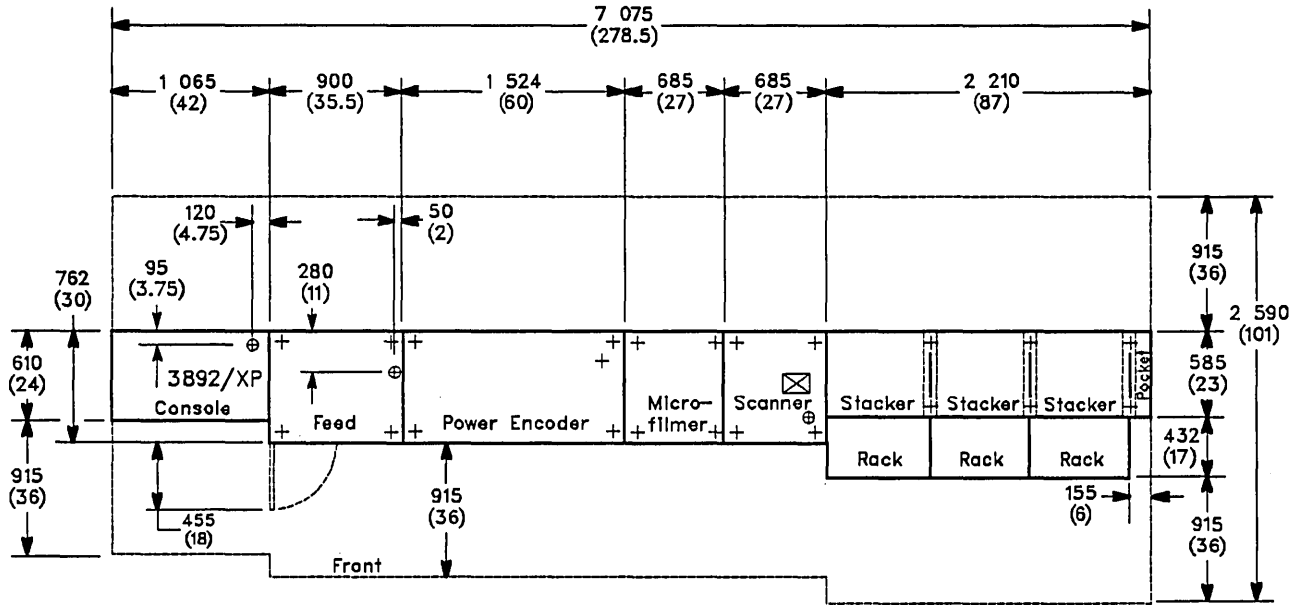 7 075
(278.5)
1 065
(42)
900
(35.5)
1 524
(60)
685
(27)
685
(27)
2 210
(87)
120
(4.75)
50
(2)
762
(30)
95
(3.75)
280
(11)
915
(36)
2 590
(101)
610
(24)
585
(23)
3892/XP
Console
Feed
Power Encoder
Micro-
filmer
Scanner
Stacker
Stacker
Stacker
Pocket
Rack
Rack
Rack
432
(17)
915
(36)
455
(18)
915
(36)
155
(6)
915
(36)
Front